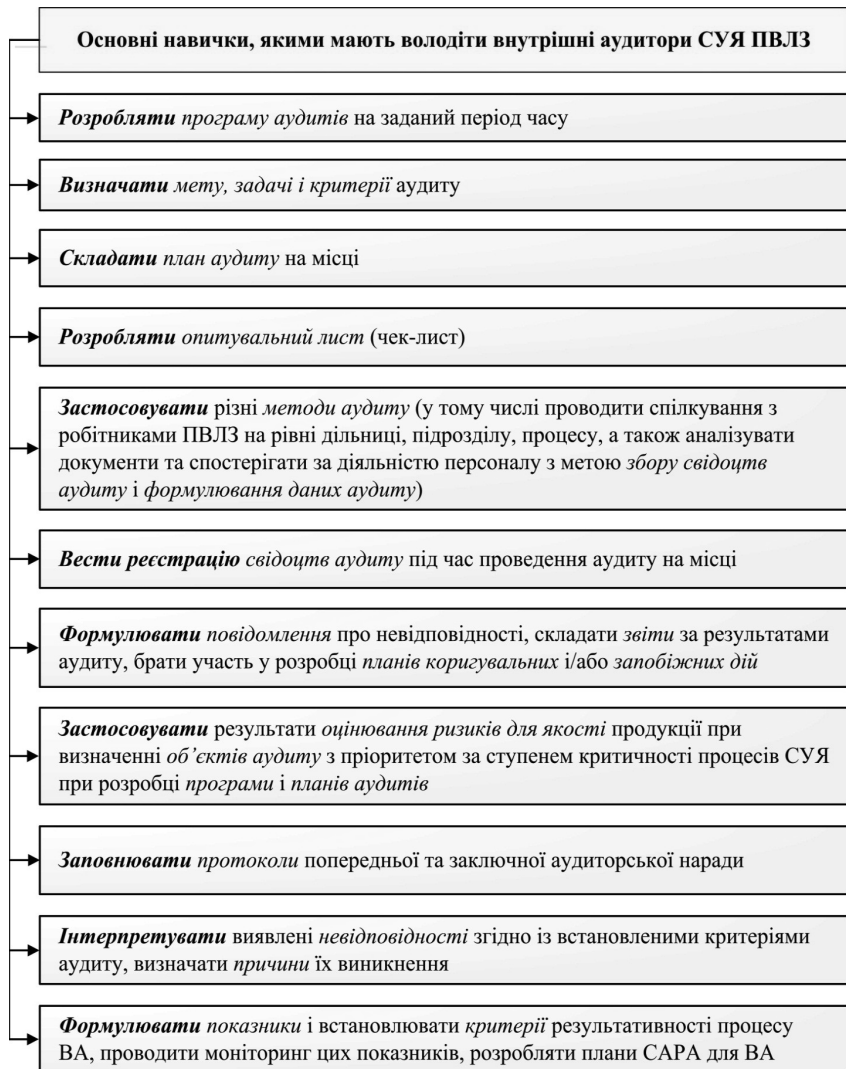 Основні навички, якими мають володіти внутрішні аудитори СУЯ ПВЛЗ
Розробляти програму аудитів на заданий період часу
Визначати мету, задачі і критерії аудиту
Складати план аудиту на місці
Розробляти опитувальний лист (чек-лист)
Застосовувати різні методи аудиту (у тому числі проводити спілкування з
робітниками ПВЛЗ на рівні дільниці, підрозділу, процесу, а також аналізувати
документи та спостерігати за діяльністю персоналу з метою збору свідоцтв
аудиту і формулювання даних аудиту)
Вести реєстрацію свідоцтв аудиту під час проведення аудиту на місці
Формулювати повідомлення про невідповідності, складати звіти за результатами
аудиту, брати участь у розробці планів коригувальних і/або запобіжних дій
Застосовувати результати оцінювання ризиків для якості продукції при
визначенні об’єктів аудиту з пріоритетом за ступенем критичності процесів СУЯ
при розробці програми і планів аудитів
Заповнювати протоколи попередньої та заключної аудиторської наради
Інтерпретувати виявлені невідповідності згідно із встановленими критеріями
аудиту, визначати причини їх виникнення
Формулювати показники і встановлювати критерії результативності процесу
ВА, проводити моніторинг цих показників, розробляти плани САРА для ВА